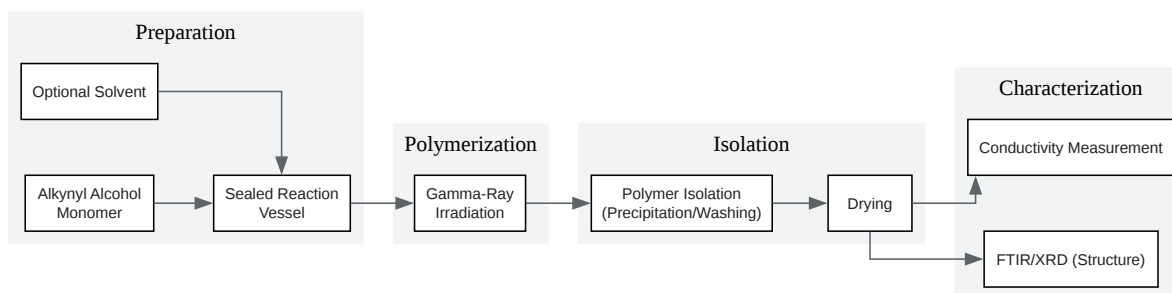 Preparation
Optional Solvent
Alkynyl Alcohol
Monomer
Sealed Reaction
Vessel
Polymerization
Gamma-Ray
Irradiation
Isolation
Polymer Isolation
(Precipitation/Washing)
Drying
Characterization
Conductivity Measurement
FTIR/XRD (Structure)